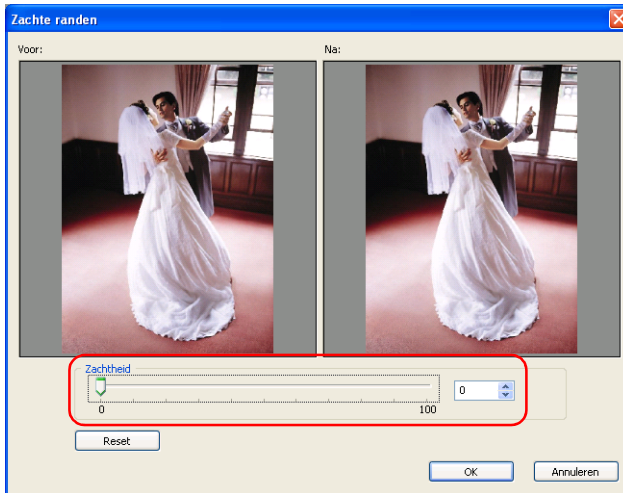 Zachte randen
Voor: Na:
Zachtheid
0 100 0
Reset
OK Annuleren